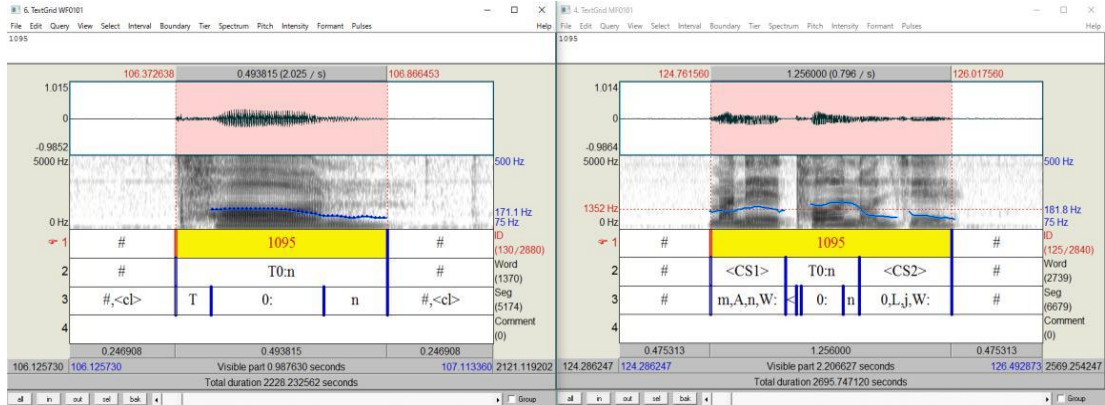 6. TextGrid WF0101
File Edit Query View Select Interval Boundary Tier Spectrum Pitch Intensity Formant Pulses Help
1095
106.372638 0.493815 (2.025 / s) 106.866453
1.015
0
-0.9852
5000 Hz 500 Hz
171.1 Hz
0 Hz 75 Hz
1 # 1095 # ID (130/2880)
2 # T0:n # Word (1370)
3 #,<cl> T 0: n #,<cl> Seg (5174)
4 Comment (0)
0.246908 0.493815 0.246908
106.125730 106.125730 Visible part 0.987630 seconds 107.113360 2121.119202
Total duration 2228.232562 seconds
all in out sel bak Group
4. TextGrid MF0101
File Edit Query View Select Interval Boundary Tier Spectrum Pitch Intensity Formant Pulses Help
1095
124.761560 1.256000 (0.796 / s) 126.017560
1.014
0
-0.9864
5000 Hz 500 Hz
1352 Hz 181.8 Hz
0 Hz 75 Hz
1 # 1095 # ID (125/2840)
2 # <CS1> T0:n <CS2> # Word (2739)
3 # m,A,n,W: < 0: n 0,L,j,W: # Seg (6679)
4 Comment (0)
0.475313 1.256000 0.475313
124.286247 124.286247 Visible part 2.206627 seconds 126.492873 2569.254247
Total duration 2695.747120 seconds
all in out sel bak Group